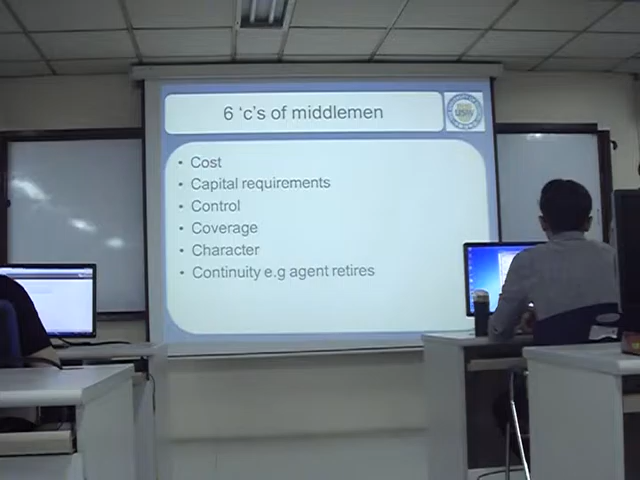 6 'c's of middlemen
• Cost
• Capital requirements
• Control
• Coverage
• Character
• Continuity e.g agent retires